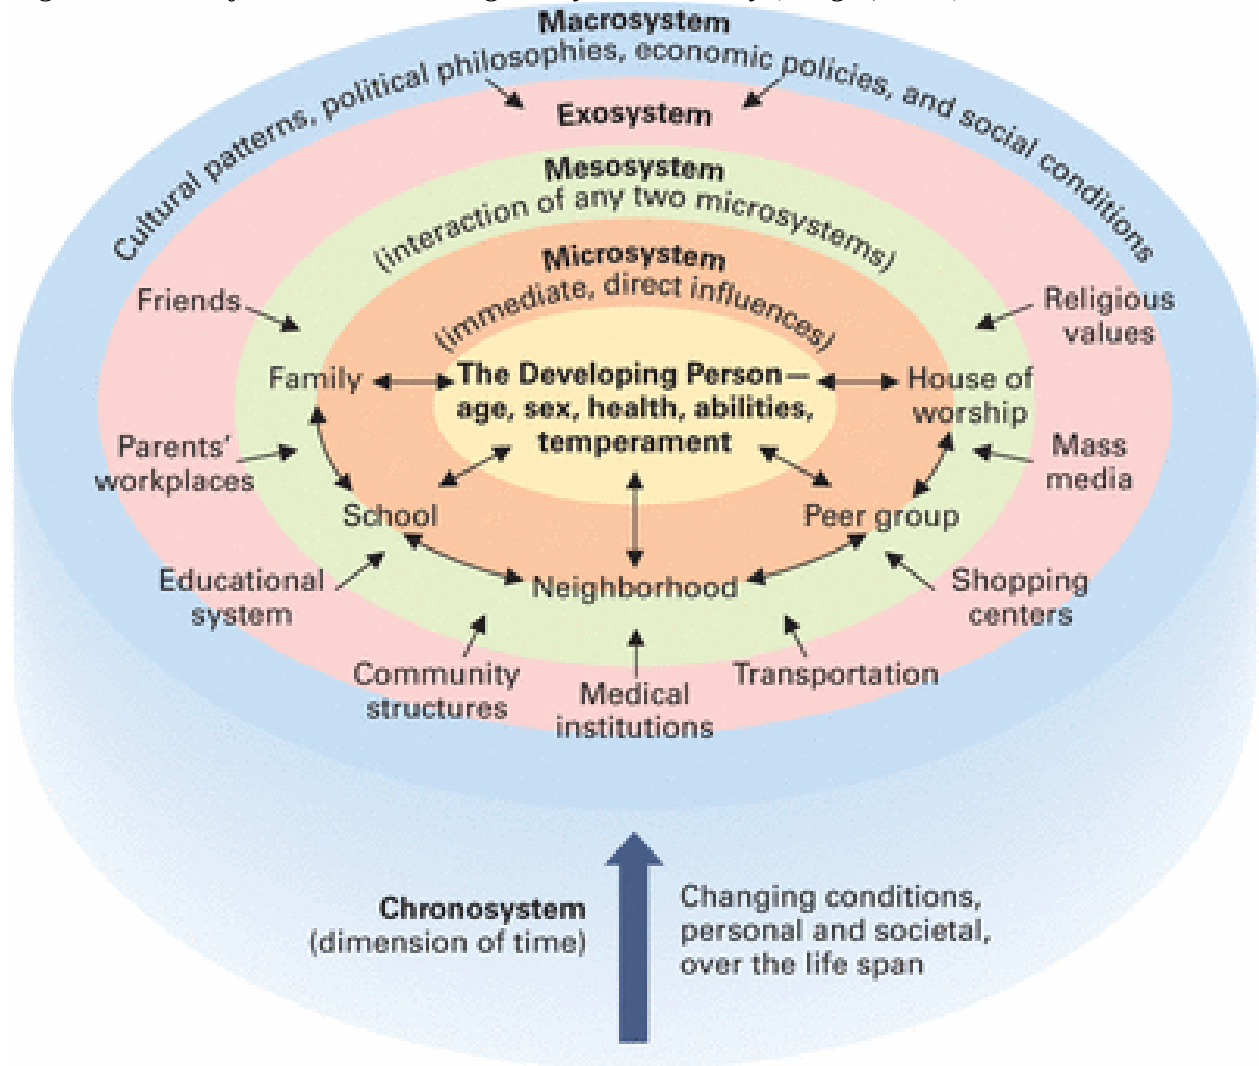 Macrosystem
Cultural patterns, political philosophies, economic policies, and social conditions
Exosystem
Mesosystem
(interaction of any two microsystems)
Microsystem
(immediate, direct influences)
Friends
Religious
values
Family
The Developing Person—
age, sex, health, abilities,
temperament
House of
worship
Parents’
workplaces
Mass
media
School
Peer group
Educational
system
Neighborhood
Shopping
centers
Community
structures
Medical
institutions
Transportation
Chronosystem
(dimension of time)
Changing conditions,
personal and societal,
over the life span